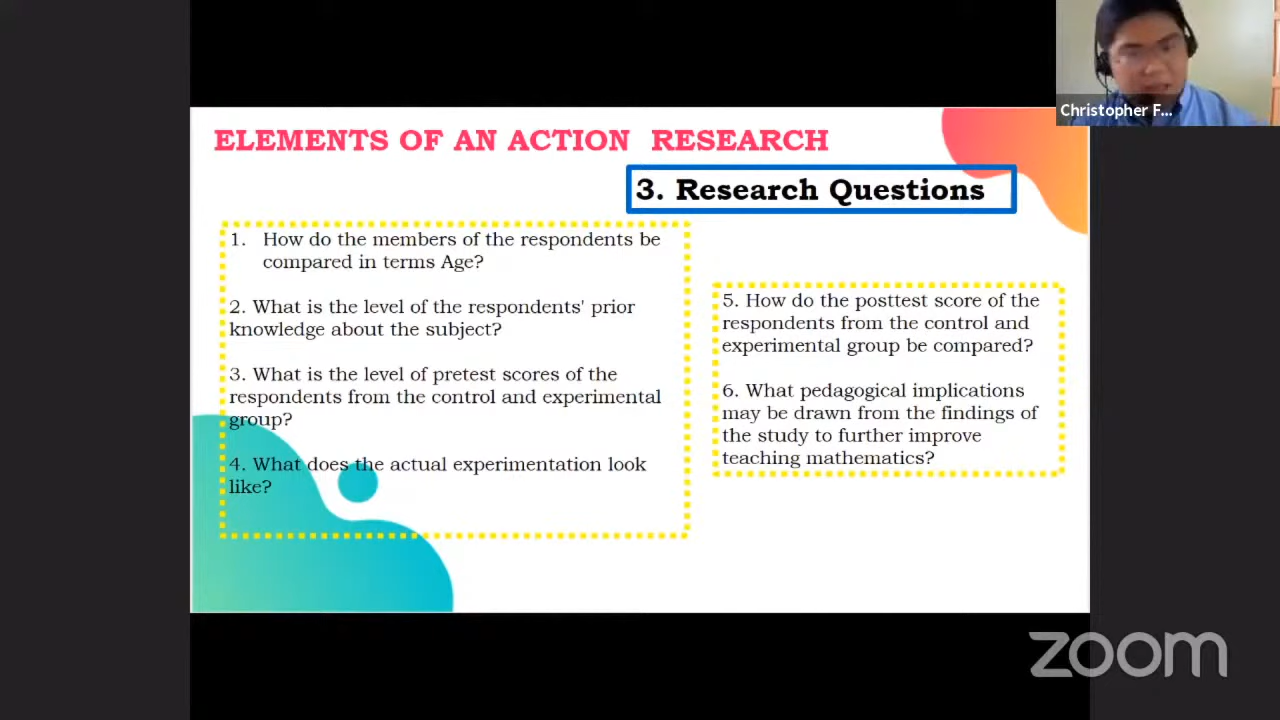 Christopher F...
ELEMENTS OF AN ACTION RESEARCH
3. Research Questions
1. How do the members of the respondents be
compared in terms Age?
2. What is the level of the respondents' prior
knowledge about the subject?
3. What is the level of pretest scores of the
respondents from the control and experimental
group?
4. What does the actual experimentation look
like?
5. How do the posttest score of the
respondents from the control and
experimental group be compared?
6. What pedagogical implications
may be drawn from the findings of
the study to further improve
teaching mathematics?
zoom